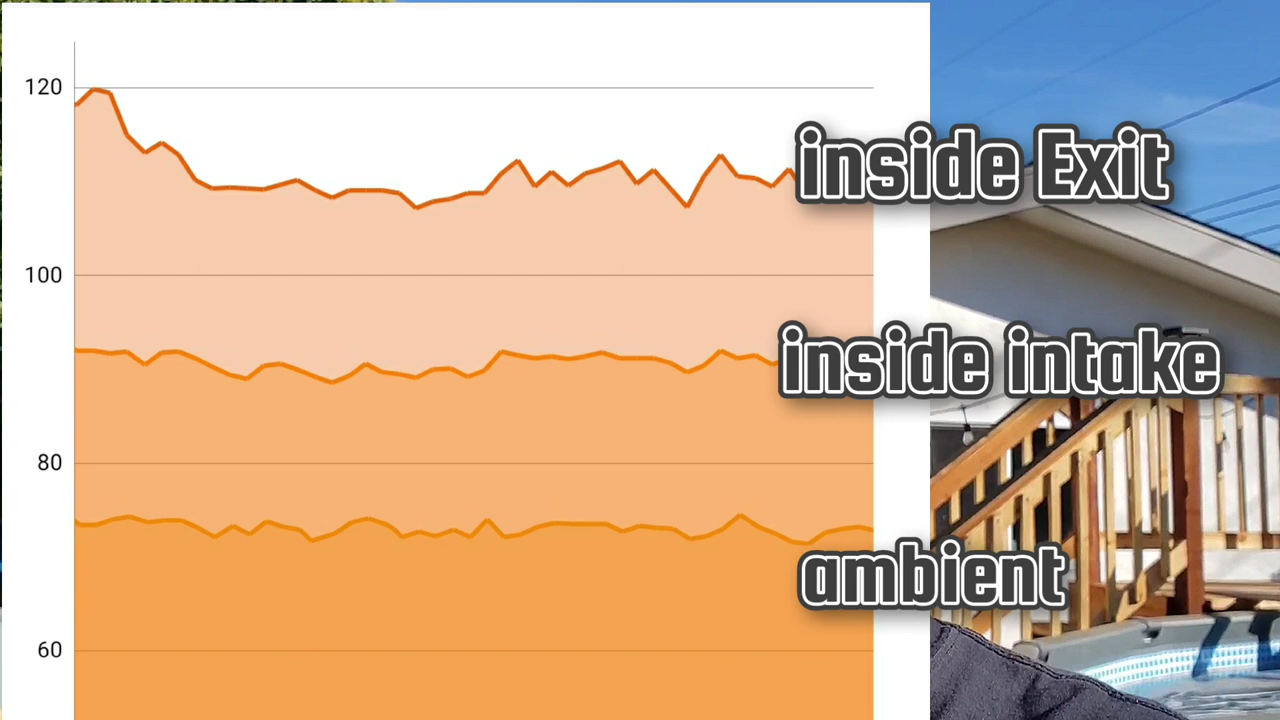 120
inside Exit
100
inside intake
80
ambient
60